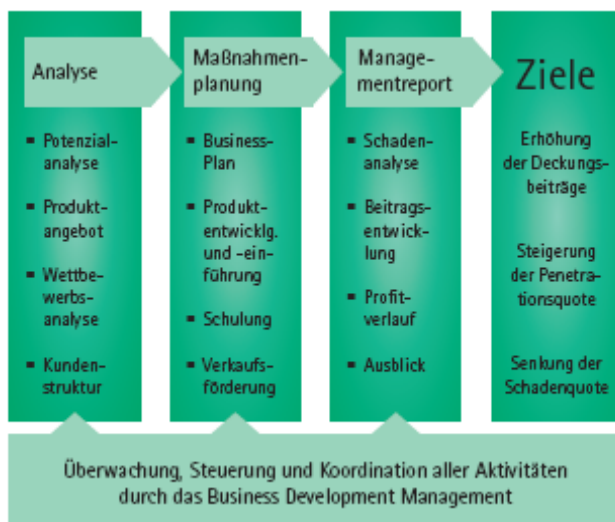 Analyse
▪ Potenzial-
analyse
▪ Produkt-
angebot
▪ Wettbe-
werbs-
analyse
▪ Kunden-
struktur
Maßnahmen-
planung
▪ Business-
Plan
▪ Produkt-
entwicklg.
und -ein-
führung
▪ Schulung
▪ Verkaufs-
förderung
Manage-
mentreport
▪ Schaden-
analyse
▪ Beitrags-
entwick-
lung
▪ Profit-
verlauf
▪ Ausblick
Ziele
Erhöhung
der Deckungs-
beiträge
Steigerung
der Penetra-
tionsquote
Senkung der
Schadenquote
Überwachung, Steuerung und Koordination aller Aktivitäten
durch das Business Development Management